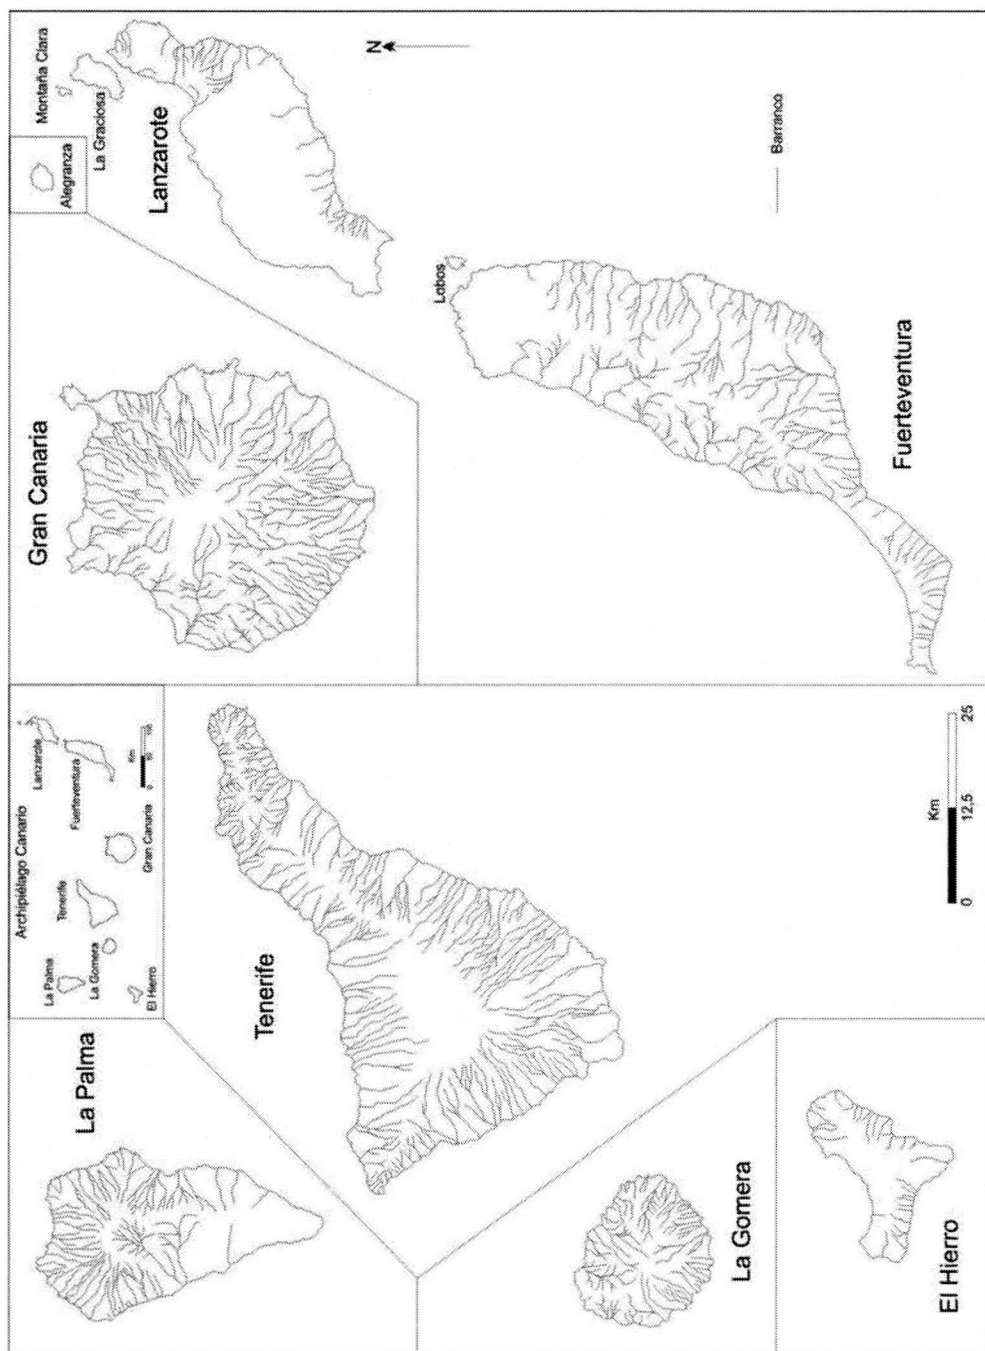 La Palma
Archipiélago Canario
La Palma
La Gomera
El Hierro
Tenerife
Gran Canaria
Lanzarote
Fuerteventura
Km
0
Tenerife
La Gomera
El Hierro
Km
0
12,5
25
Gran Canaria
Alegranza
Montaña Clara
La Graciosa
Lanzarote
Lobos
Fuerteventura
N
Barranco